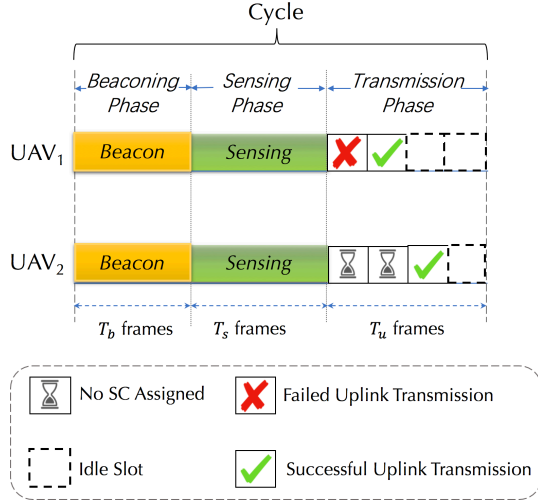 Cycle
Beaconing Phase
Sensing Phase
Transmission Phase
UAV1
Beacon
Sensing
UAV2
Beacon
Sensing
Tb frames
Ts frames
Tu frames
No SC Assigned
Failed Uplink Transmission
Idle Slot
Successful Uplink Transmission